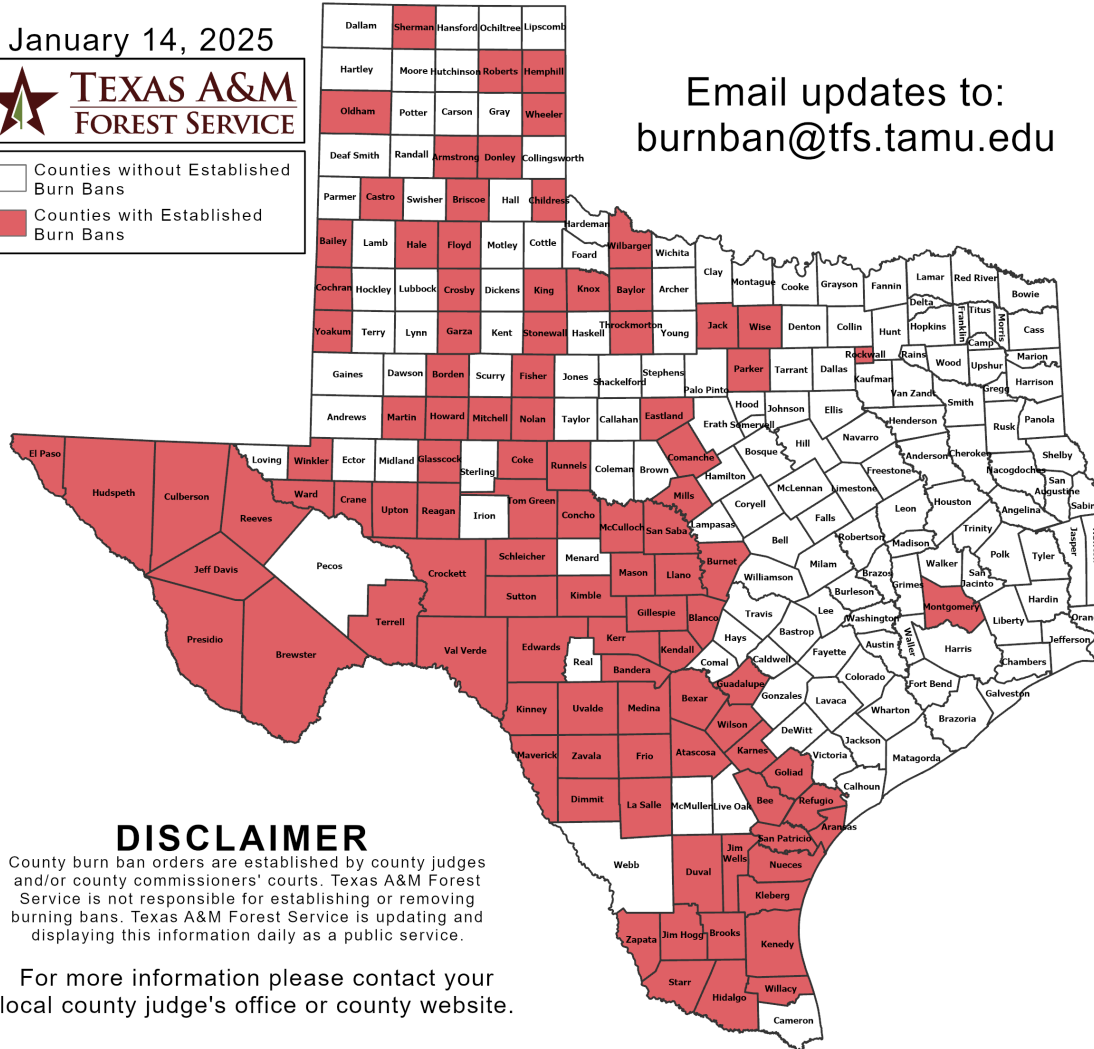 January 14, 2025
TEXAS A&M
FOREST SERVICE
Counties without Established
Burn Bans
Counties with Established
Burn Bans
Email updates to:
burnban@tfs.tamu.edu
Dallam Sherman Hansford Ochiltree Lipscomb
Hartley Moore Hutchinson Roberts Hemphill
Oldham Potter Carson Gray Wheeler
Deaf Smith Randall Armstrong Donley Collingsworth
Parmer Castro Swisher Briscoe Hall Childress
Hardeman
Bailey Lamb Hale Floyd Motley Cottle Foard Wilbarger Wichita
Clay Montague Cooke Grayson Fannin Lamar Red River Bowie
Cochran Hockley Lubbock Crosby Dickens King Knox Baylor Archer
Delta Franklin Titus Morris Cass
Yoakum Terry Lynn Garza Kent Stonewall Haskell Throckmorton Young Jack Wise Denton Collin Hunt Hopkins Camp
Rockwall Rains Wood Upshur Marion
Gaines Dawson Borden Scurry Fisher Jones Shackelford Stephens Palo Pinto Parker Tarrant Dallas Kaufman Van Zandt Smith Gregg Harrison
Andrews Martin Howard Mitchell Nolan Taylor Callahan Eastland Erath Hood Somervell Johnson Ellis Henderson Rusk Panola
El Paso Hudspeth Culberson Reeves Loving Winkler Ector Midland Glasscock Sterling Coke Runnels Coleman Brown Comanche Hamilton Bosque Hill Navarro Freestone Anderson Cherokee Nacogdoches Shelby
San Augustine Sabin
Ward Crane Upton Reagan Irion Tom Green Concho McCulloch San Saba Mills Lampasas Coryell McLennan Limestone Falls Leon Houston Angelina Trinity
Jeff Davis Pecos Crockett Schleicher Menard Mason Llano Burnet Bell Robertson Madison Walker San Jacinto Polk Tyler Jasper
Sutton Kimble Williamson Milam Brazos Grimes Burleson
Presidio Brewster Terrell Val Verde Edwards Gillespie Blanco Travis Lee Washington Montgomery Liberty Hardin Oran
Real Kerr Kendall Bandera Hays Comal Caldwell Bastrop Fayette Austin Waller Harris Chambers Jefferson
Kinney Uvalde Medina Bexar Guadalupe Gonzales Lavaca Colorado Wharton Fort Bend Brazoria Galveston
Maverick Zavala Frio Atascosa Wilson Karnes DeWitt Victoria Jackson Matagorda
Dimmit La Salle McMullen Live Oak Bee Goliad Refugio Calhoun
Aransas
San Patricio
Webb Duval Jim Wells Nueces
Kleberg
Zapata Jim Hogg Brooks Kenedy
Starr Hidalgo Willacy
Cameron
DISCLAIMER
County burn ban orders are established by county judges
and/or county commissioners' courts. Texas A&M Forest
Service is not responsible for establishing or removing
burning bans. Texas A&M Forest Service is updating and
displaying this information daily as a public service.
For more information please contact your
local county judge's office or county website.